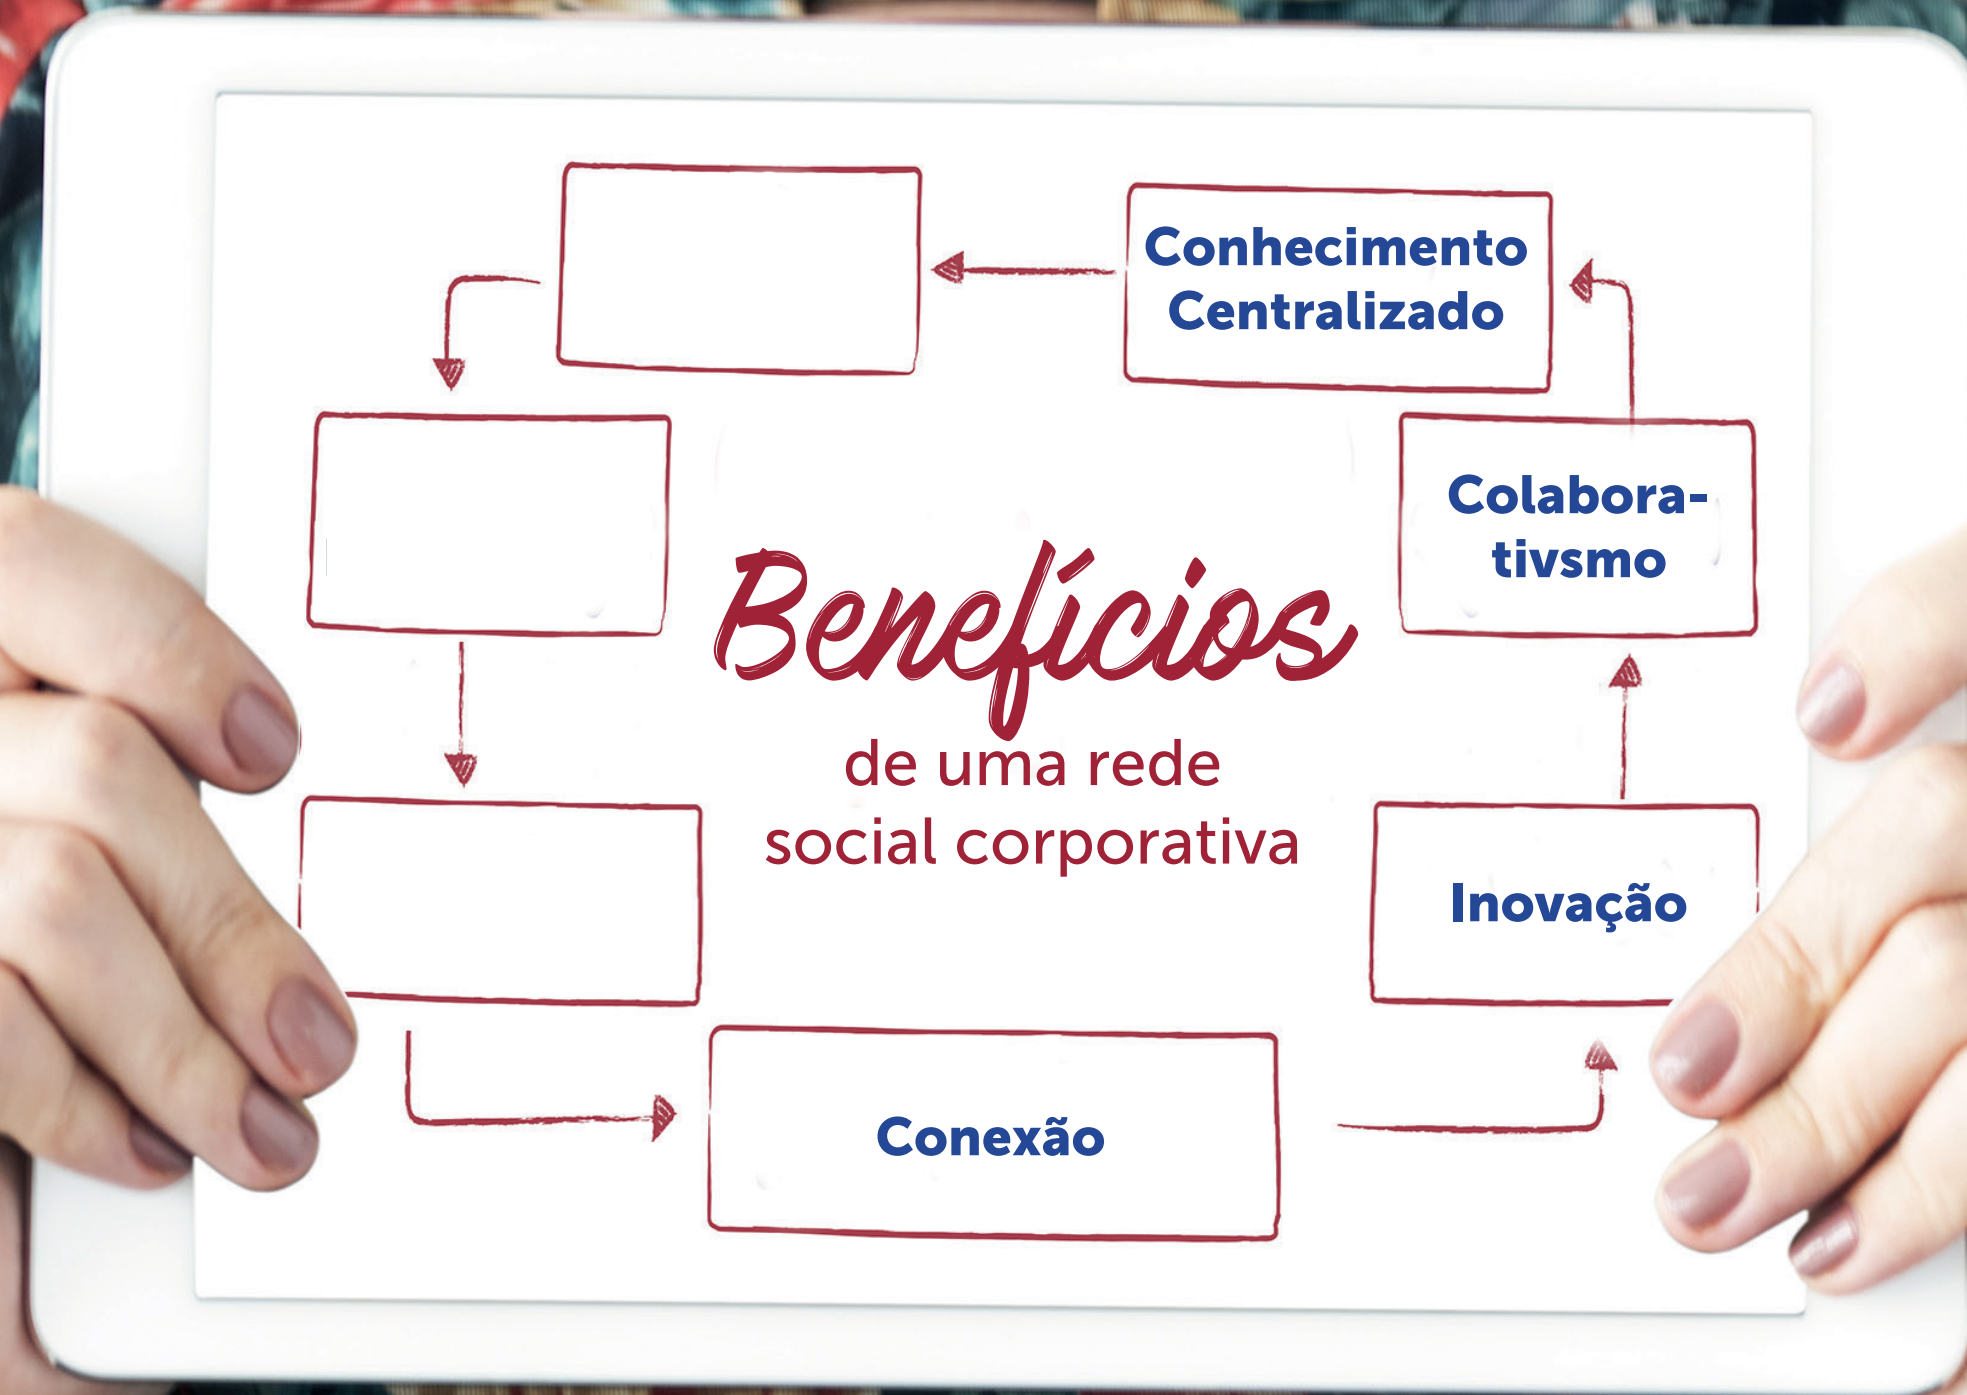 Conhecimento
Centralizado
Colabora-
tivsmo
Benefícios
de uma rede
social corporativa
Inovação
Conexão